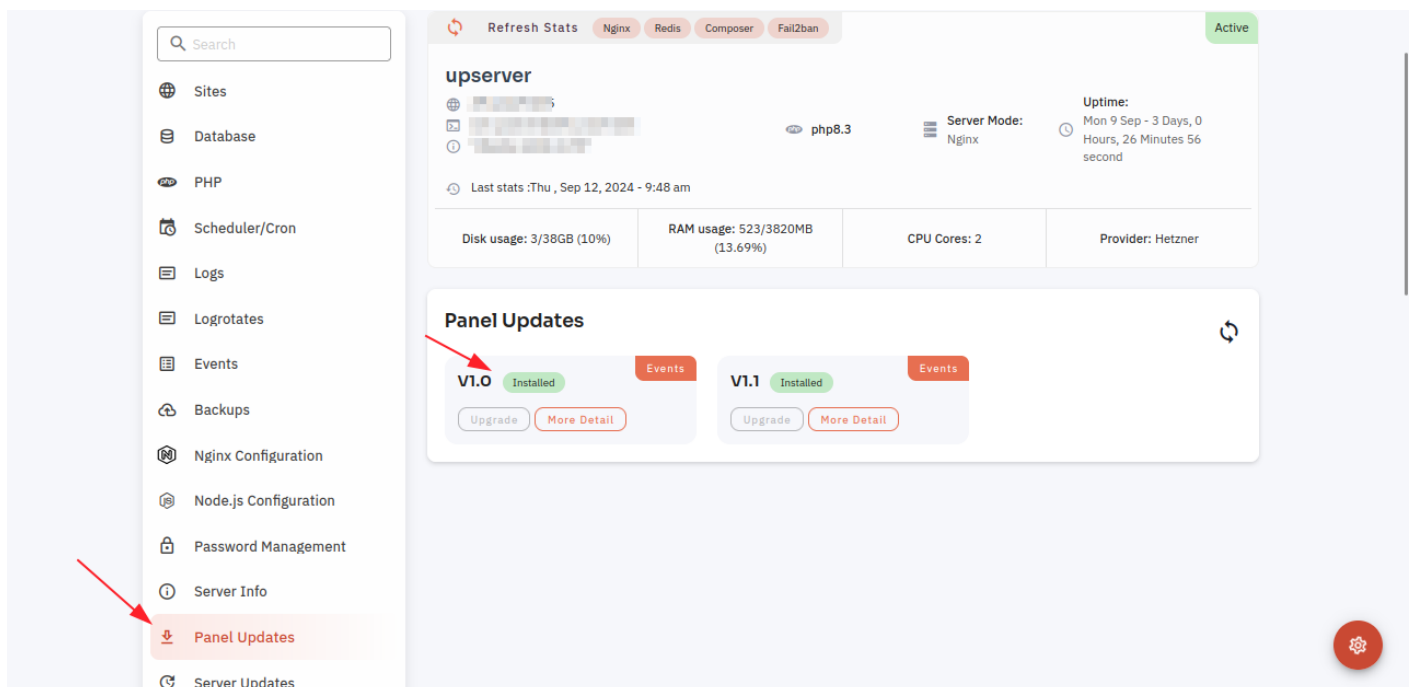 Search
Sites
Database
PHP
Scheduler/Cron
Logs
Logrotates
Events
Backups
Nginx Configuration
Node.js Configuration
Password Management
Server Info
Panel Updates
Server Updates
Refresh Stats Nginx Redis Composer Fail2ban
Active
upserver
php php8.3
Server Mode:
Nginx
Uptime:
Mon 9 Sep - 3 Days, 0
Hours, 26 Minutes 56
second
Last stats :Thu , Sep 12, 2024 - 9:48 am
Disk usage: 3/38GB (10%)
RAM usage: 523/3820MB
(13.69%)
CPU Cores: 2
Provider: Hetzner
Panel Updates
V1.0 Installed Events
Upgrade More Detail
V1.1 Installed Events
Upgrade More Detail